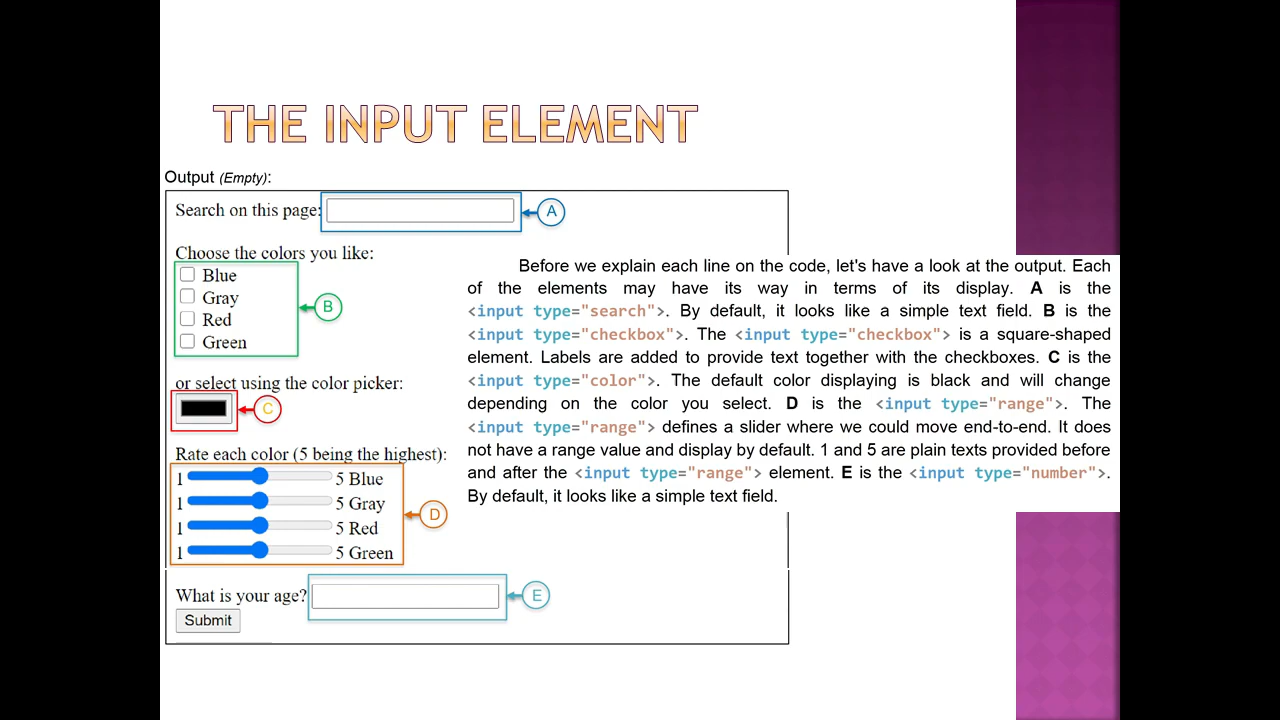 THE INPUT ELEMENT
Output (Empty):
Search on this page:
A
Choose the colors you like:
Blue
Gray
Red
Green
B
or select using the color picker:
C
Rate each color (5 being the highest):
1 5 Blue
1 5 Gray
1 5 Red
1 5 Green
D
What is your age?
E
Submit
Before we explain each line on the code, let's have a look at the output. Each
of the elements may have its way in terms of its display. A is the
<input type="search">. By default, it looks like a simple text field. B is the
<input type="checkbox">. The <input type="checkbox"> is a square-shaped
element. Labels are added to provide text together with the checkboxes. C is the
<input type="color">. The default color displaying is black and will change
depending on the color you select. D is the <input type="range">. The
<input type="range"> defines a slider where we could move end-to-end. It does
not have a range value and display by default. 1 and 5 are plain texts provided before
and after the <input type="range"> element. E is the <input type="number">.
By default, it looks like a simple text field.